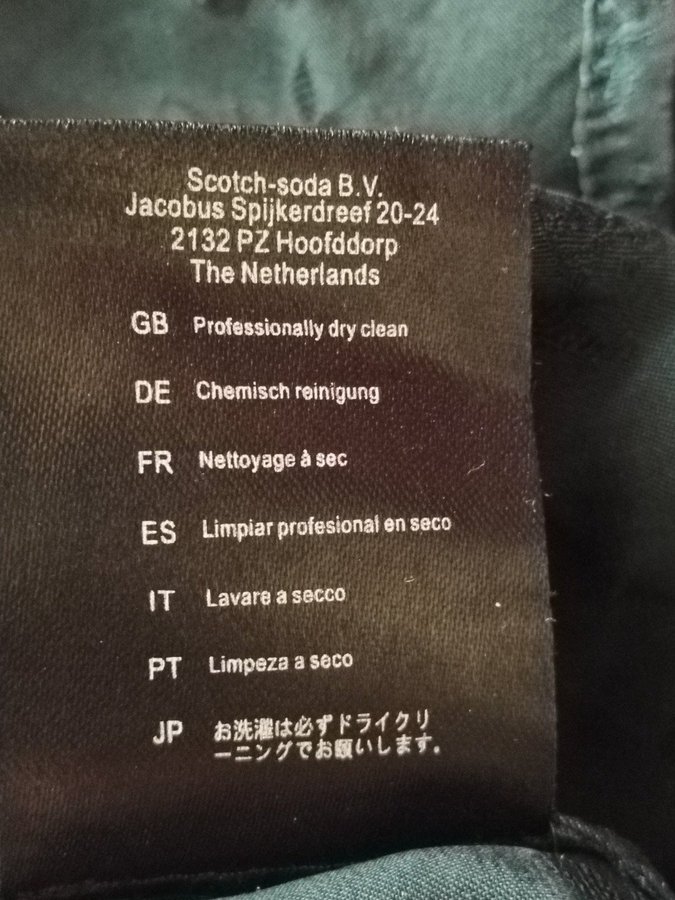 Scotch-soda B.V.
Jacobus Spijkerdreef 20-24
2132 PZ Hoofddorp
The Netherlands
GB Professionally dry clean
DE Chemisch reinigung
FR Nettoyage à sec
ES Limpiar profesional en seco
IT Lavare a secco
PT Limpeza a seco
JP お洗濯は必ずドライクリ
ーニングでお願いします。